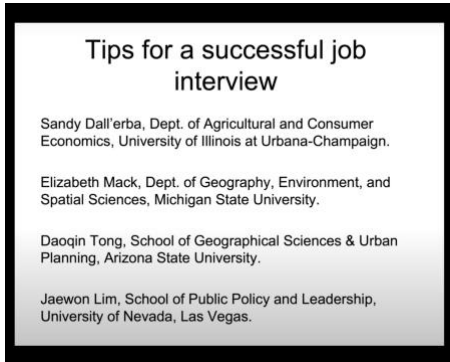 Tips for a successful job
interview
Sandy Dall'erba, Dept. of Agricultural and Consumer
Economics, University of Illinois at Urbana-Champaign.
Elizabeth Mack, Dept. of Geography, Environment, and
Spatial Sciences, Michigan State University.
Daoqin Tong, School of Geographical Sciences & Urban
Planning, Arizona State University.
Jaewon Lim, School of Public Policy and Leadership,
University of Nevada, Las Vegas.